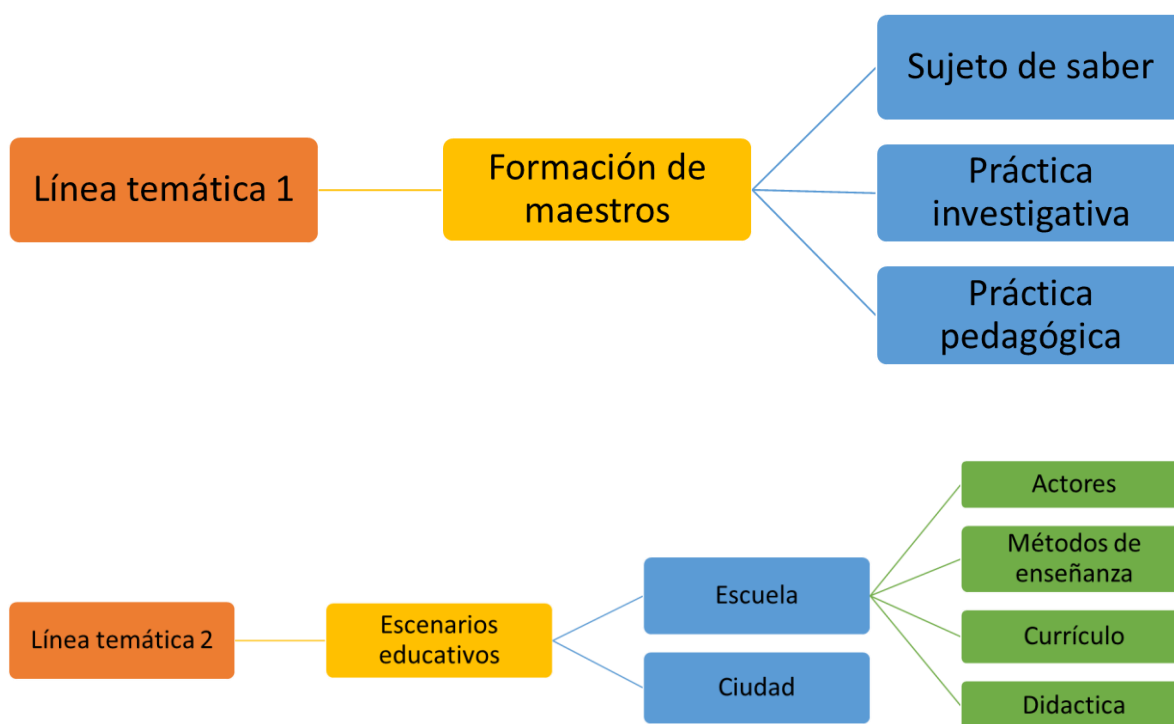 Línea temática 1
Formación de
maestros
Sujeto de saber
Práctica
investigativa
Práctica
pedagógica
Línea temática 2
Escenarios
educativos
Escuela
Ciudad
Actores
Métodos de
enseñanza
Currículo
Didactica